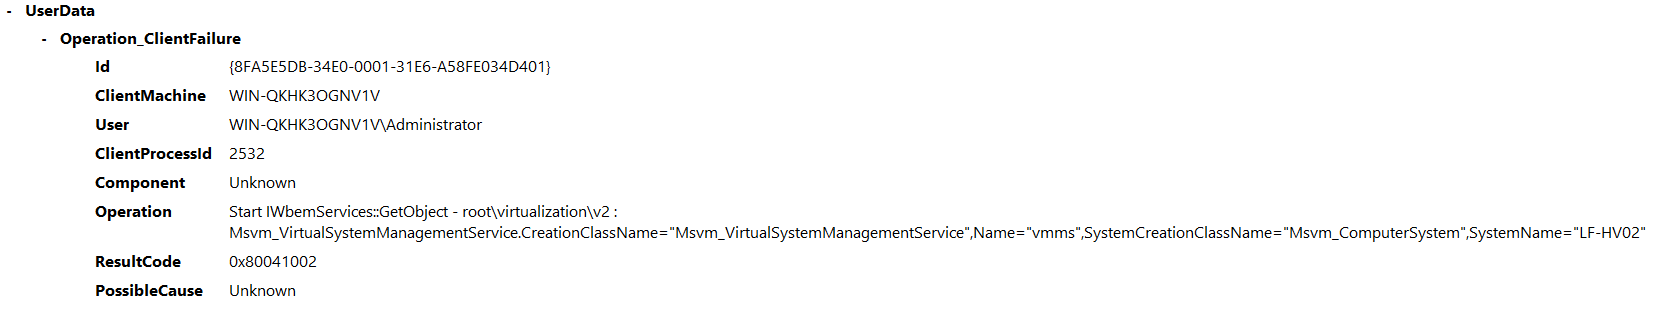 - UserData
- Operation_ClientFailure
Id {8FA5E5DB-34E0-0001-31E6-A58FE034D401}
ClientMachine WIN-QKHK3OGNV1V
User WIN-QKHK3OGNV1V\Administrator
ClientProcessId 2532
Component Unknown
Operation Start IWbemServices::GetObject - root\virtualization\v2 :
Msvm_VirtualSystemManagementService.CreationClassName="Msvm_VirtualSystemManagementService",Name="vmms",SystemCreationClassName="Msvm_ComputerSystem",SystemName="LF-HV02"
ResultCode 0x80041002
PossibleCause Unknown